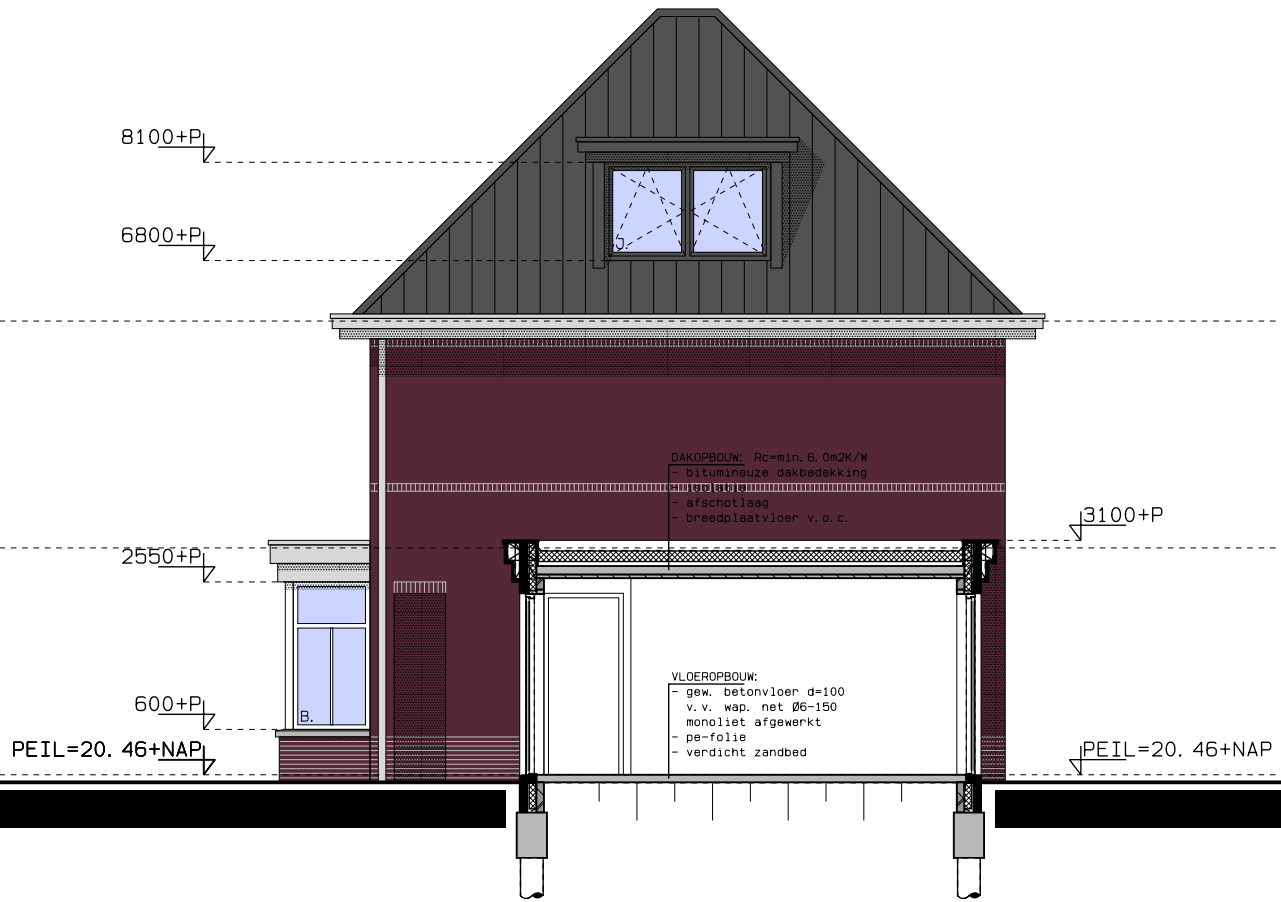 8100+P
6800+P
J.
DAKOPBOUW: Rc=min. 6. 0m2K/W
- bitumineuze dakbedekking
- isolatie
- afschotlaag
- breedplaatvloer v. o. c.
3100+P
2550+P
VLOEROPBOUW:
- gew. betonvloer d=100
v. v. wap. net Ø6-150
monoliet afgewerkt
- pe-folie
- verdicht zandbed
600+P
B.
PEIL=20. 46+NAP
PEIL=20. 46+NAP